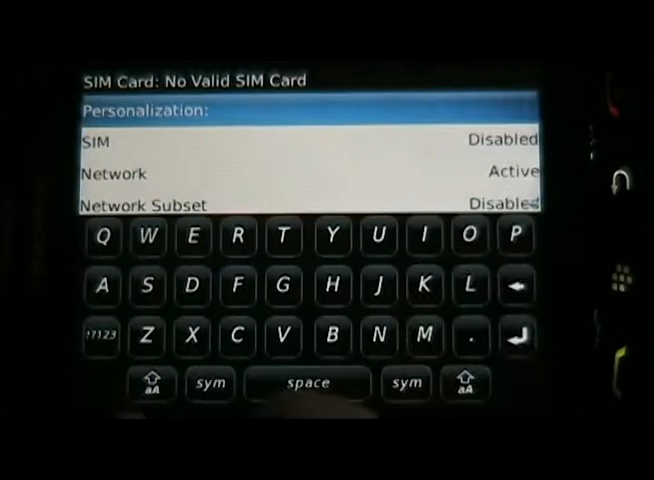 SIM Card: No Valid SIM Card
Personalization:
SIM Disabled
Network Active
Network Subset Disabled
Q W E R T Y U I O P
A S D F G H J K L
!?123 Z X C V B N M .
aA sym space sym aA